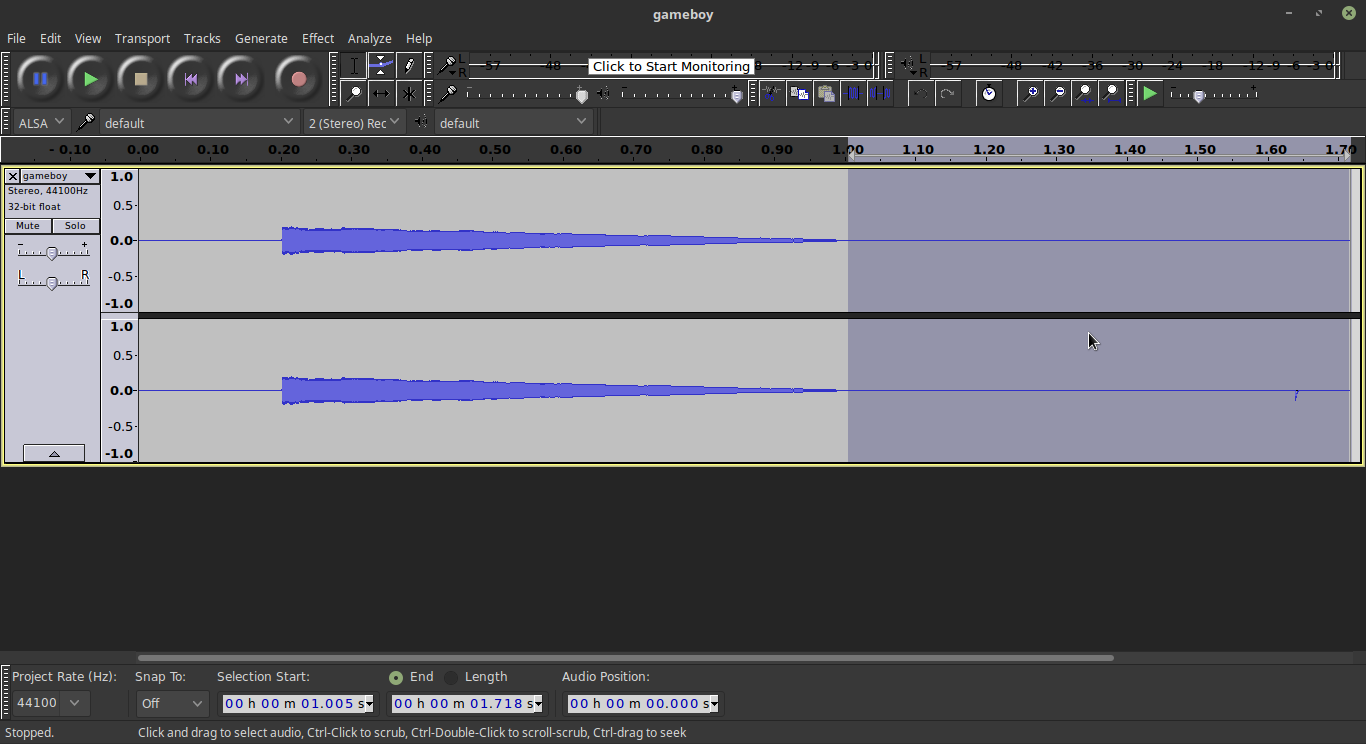 gameboy
File Edit View Transport Tracks Generate Effect Analyze Help
L R -57 -48 Click to Start Monitoring 8 -12 -9 -6 -3 0 L R -57 -48 -42 -36 -30 -24 -18 -12 -9 -6 -3 0
- + - + - +
ALSA default 2 (Stereo) Rec default
- 0.10 0.00 0.10 0.20 0.30 0.40 0.50 0.60 0.70 0.80 0.90 1.00 1.10 1.20 1.30 1.40 1.50 1.60 1.70
gameboy
Stereo, 44100Hz
32-bit float
Mute Solo
- +
L R
1.0
0.5
0.0
-0.5
-1.0
1.0
0.5
0.0
-0.5
-1.0
Project Rate (Hz): Snap To: Selection Start: End Length Audio Position:
44100 Off 00 h 00 m 01.005 s 00 h 00 m 01.718 s 00 h 00 m 00.000 s
Stopped. Click and drag to select audio, Ctrl-Click to scrub, Ctrl-Double-Click to scroll-scrub, Ctrl-drag to seek